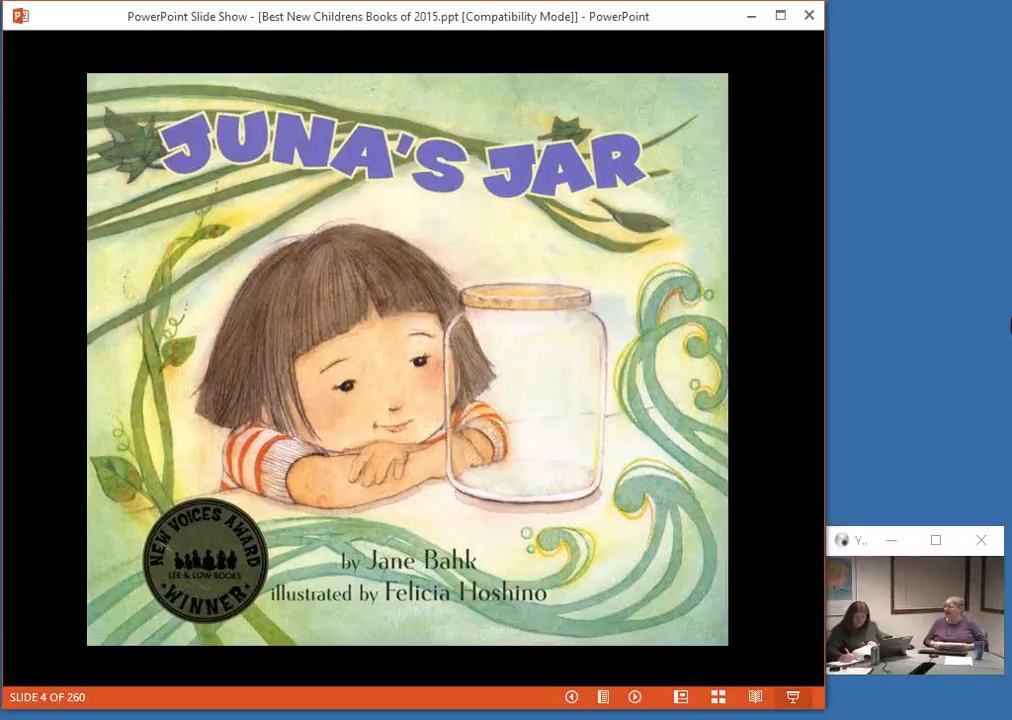 PowerPoint Slide Show - [Best New Childrens Books of 2015.ppt [Compatibility Mode]] - PowerPoint
JUNA'S JAR
NEW VOICES AWARD
LEE & LOW BOOKS
WINNER
by Jane Bahk
illustrated by Felicia Hoshino
Y..
SLIDE 4 OF 260